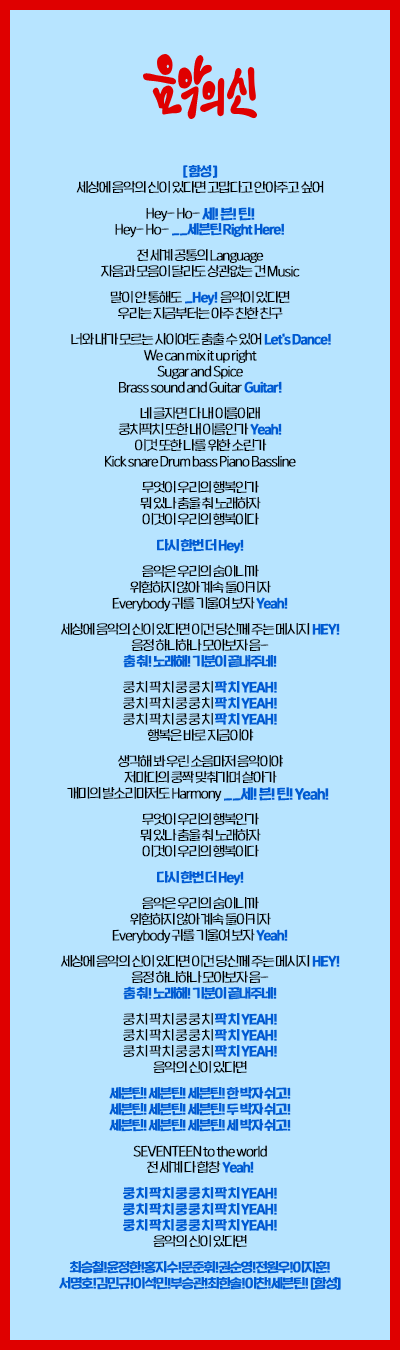 음악의 신
[함성]
세상에 음악의 신이 있다면 고맙다고 안아주고 싶어
Hey- Ho- 세! 븐! 틴!
Hey- Ho- __세븐틴 Right Here!
전 세계 공통의 Language
자음과 모음이 달라도 상관없는 건 Music
말이 안 통해도 _Hey! 음악이 있다면
우리는 지금부터는 아주 친한 친구
너와 내가 모르는 사이여도 춤출 수 있어 Let's Dance!
We can mix it up right
Sugar and Spice
Brass sound and Guitar Guitar!
네 글자면 다 내 이름이래
쿵치팍치 또한 내 이름인가 Yeah!
이것 또한 나를 위한 소린가
Kick snare Drum bass Piano Bassline
무엇이 우리의 행복인가
뭐 있나 춤을 춰 노래하자
이것이 우리의 행복이다
다시 한번 더 Hey!
음악은 우리의 숨이니까
위험하지 않아 계속 들이키자
Everybody 귀를 기울여 보자 Yeah!
세상에 음악의 신이 있다면 이건 당신께 주는 메시지 HEY!
음정 하나하나 모아보자 음-
춤 춰! 노래해! 기분이 끝내주네!
쿵 치 팍 치 쿵 쿵 치 팍 치 YEAH!
쿵 치 팍 치 쿵 쿵 치 팍 치 YEAH!
쿵 치 팍 치 쿵 쿵 치 팍 치 YEAH!
행복은 바로 지금이야
생각해 봐 우린 소음마저 음악이야
저마다의 쿵짝 맞춰가며 살아가
개미의 발소리마저도 Harmony __세! 븐! 틴! Yeah!
무엇이 우리의 행복인가
뭐 있나 춤을 춰 노래하자
이것이 우리의 행복이다
다시 한번 더 Hey!
음악은 우리의 숨이니까
위험하지 않아 계속 들이키자
Everybody 귀를 기울여 보자 Yeah!
세상에 음악의 신이 있다면 이건 당신께 주는 메시지 HEY!
음정 하나하나 모아보자 음-
춤 춰! 노래해! 기분이 끝내주네!
쿵 치 팍 치 쿵 쿵 치 팍 치 YEAH!
쿵 치 팍 치 쿵 쿵 치 팍 치 YEAH!
쿵 치 팍 치 쿵 쿵 치 팍 치 YEAH!
음악의 신이 있다면
세븐틴! 세븐틴! 세븐틴! 한 박자 쉬고!
세븐틴! 세븐틴! 세븐틴! 두 박자 쉬고!
세븐틴! 세븐틴! 세븐틴! 세 박자 쉬고!
SEVENTEEN to the world
전 세계 다 합창 Yeah!
쿵 치 팍 치 쿵 쿵 치 팍 치 YEAH!
쿵 치 팍 치 쿵 쿵 치 팍 치 YEAH!
쿵 치 팍 치 쿵 쿵 치 팍 치 YEAH!
음악의 신이 있다면
최승철!윤정한!홍지수!문준휘!권순영!전원우!이지훈!
서명호!김민규!이석민!부승관!최한솔!이찬!세븐틴! [함성]